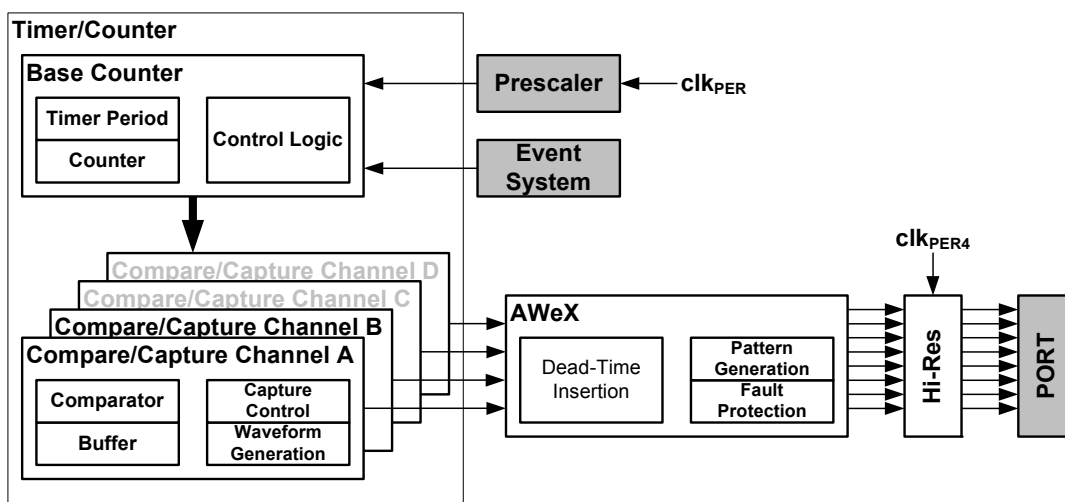 Timer/Counter
Base Counter
Timer Period
Counter
Control Logic
Prescaler
clkPER
Event
System
Compare/Capture Channel D
Compare/Capture Channel C
Compare/Capture Channel B
Compare/Capture Channel A
Comparator
Buffer
Capture
Control
Waveform
Generation
AWeX
Dead-Time
Insertion
Pattern
Generation
Fault
Protection
clkPER4
Hi-Res
PORT